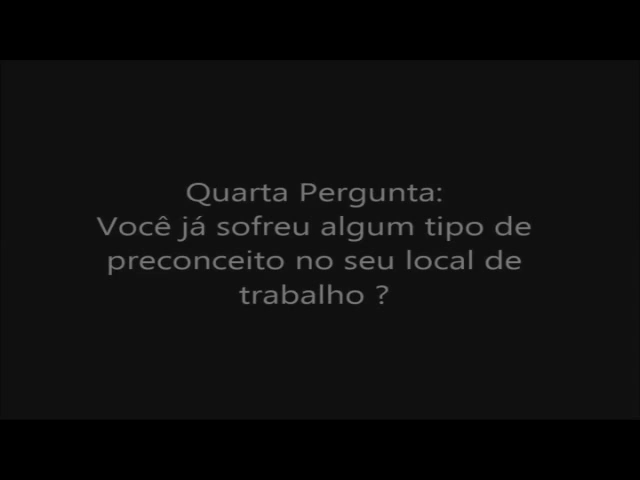 Quarta Pergunta:
Você já sofreu algum tipo de
preconceito no seu local de
trabalho ?